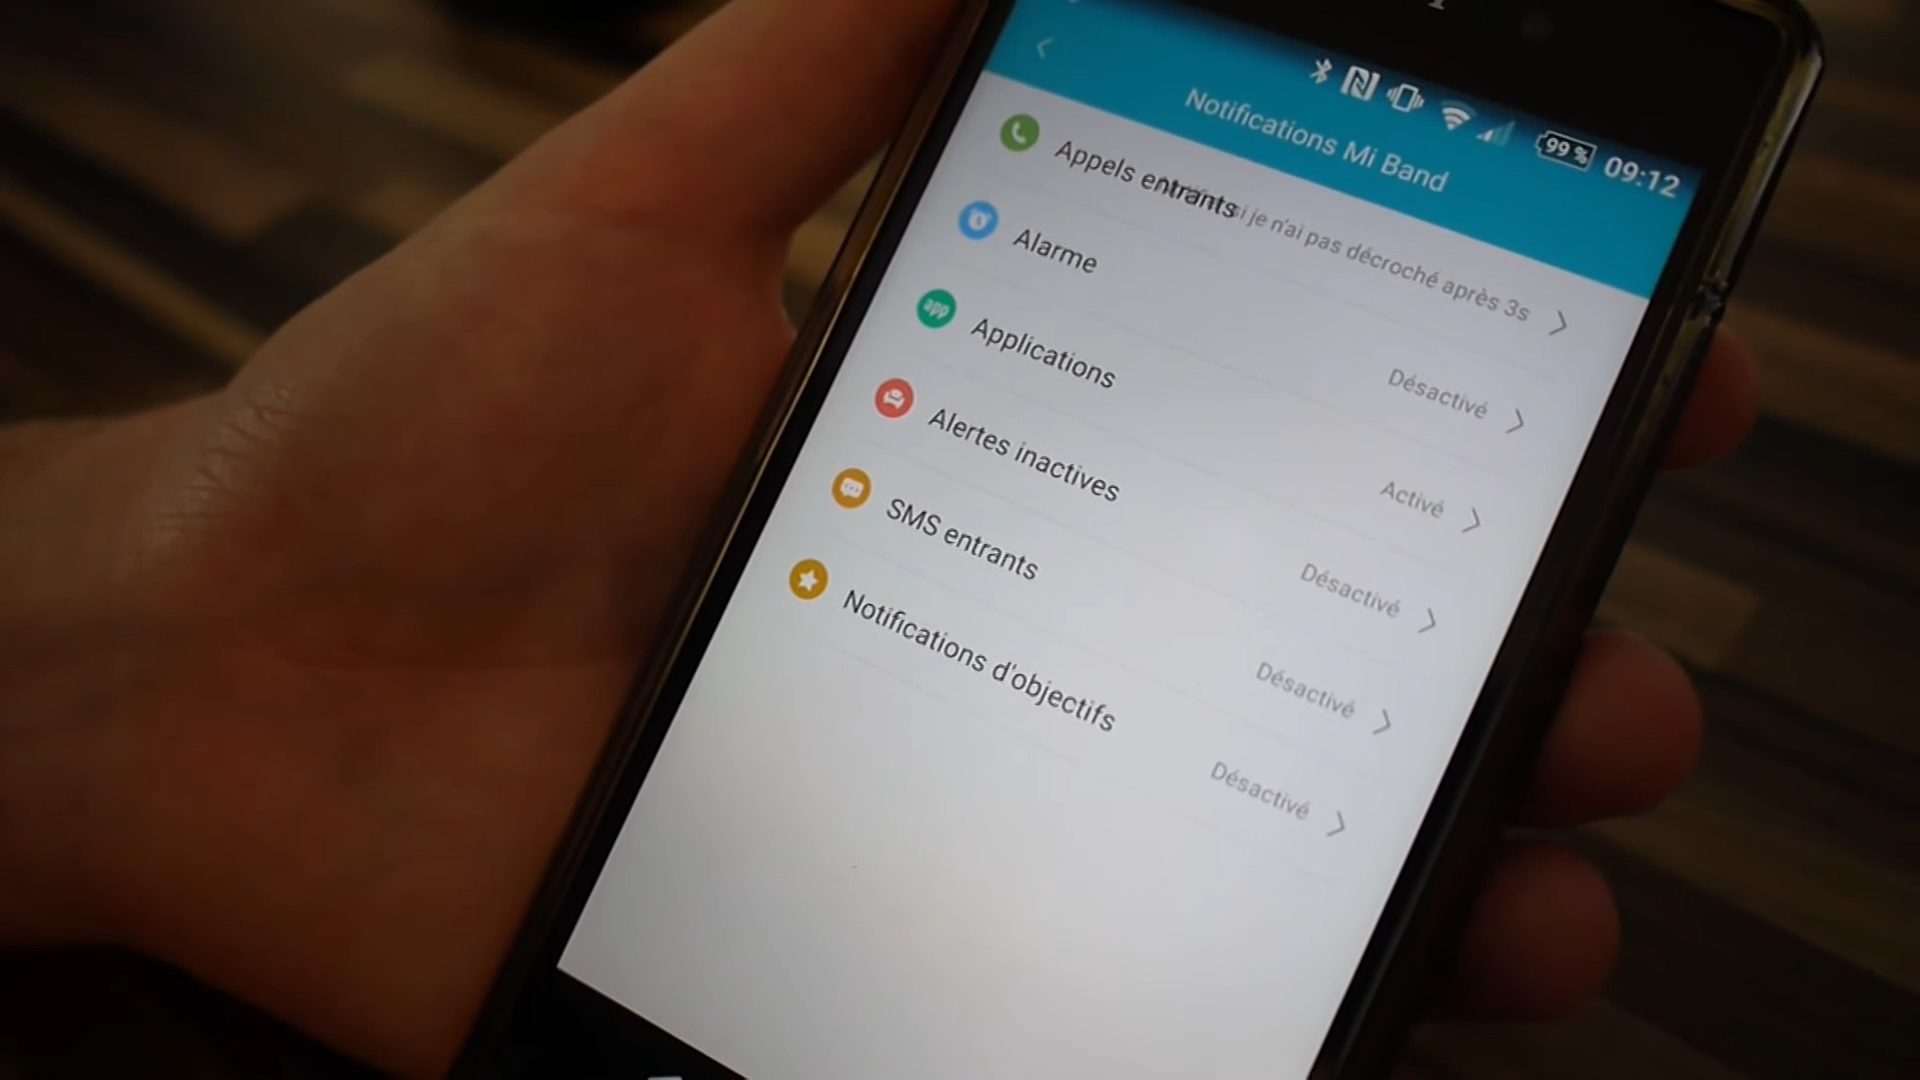 99 % 09:12
Notifications Mi Band
Appels entrants
si je n'ai pas décroché après 3s
Alarme
Désactivé
app
Applications
Activé
Alertes inactives
Désactivé
SMS entrants
Désactivé
Notifications d'objectifs
Désactivé